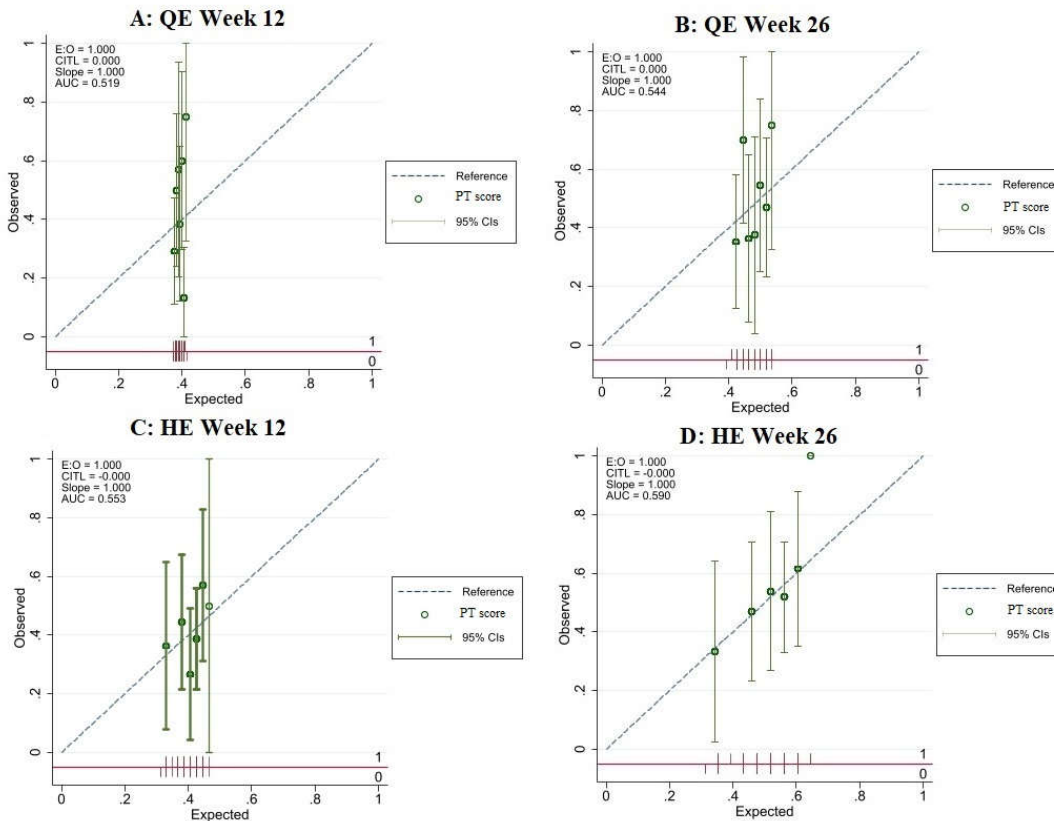 A: QE Week 12
E:O = 1.000
CITL = 0.000
Slope = 1.000
AUC = 0.519
Observed
0 .2 .4 .6 .8 1
1
0
0 .2 .4 .6 .8 1
Expected
Reference
PT score
95% CIs
B: QE Week 26
E:O = 1.000
CITL = 0.000
Slope = 1.000
AUC = 0.544
Observed
0 .2 .4 .6 .8 1
1
0
0 .2 .4 .6 .8 1
Expected
Reference
PT score
95% CIs
C: HE Week 12
E:O = 1.000
CITL = -0.000
Slope = 1.000
AUC = 0.553
Observed
0 .2 .4 .6 .8 1
1
0
0 .2 .4 .6 .8 1
Expected
Reference
PT score
95% CIs
D: HE Week 26
E:O = 1.000
CITL = -0.000
Slope = 1.000
AUC = 0.590
Observed
0 .2 .4 .6 .8 1
1
0
0 .2 .4 .6 .8 1
Expected
Reference
PT score
95% CIs